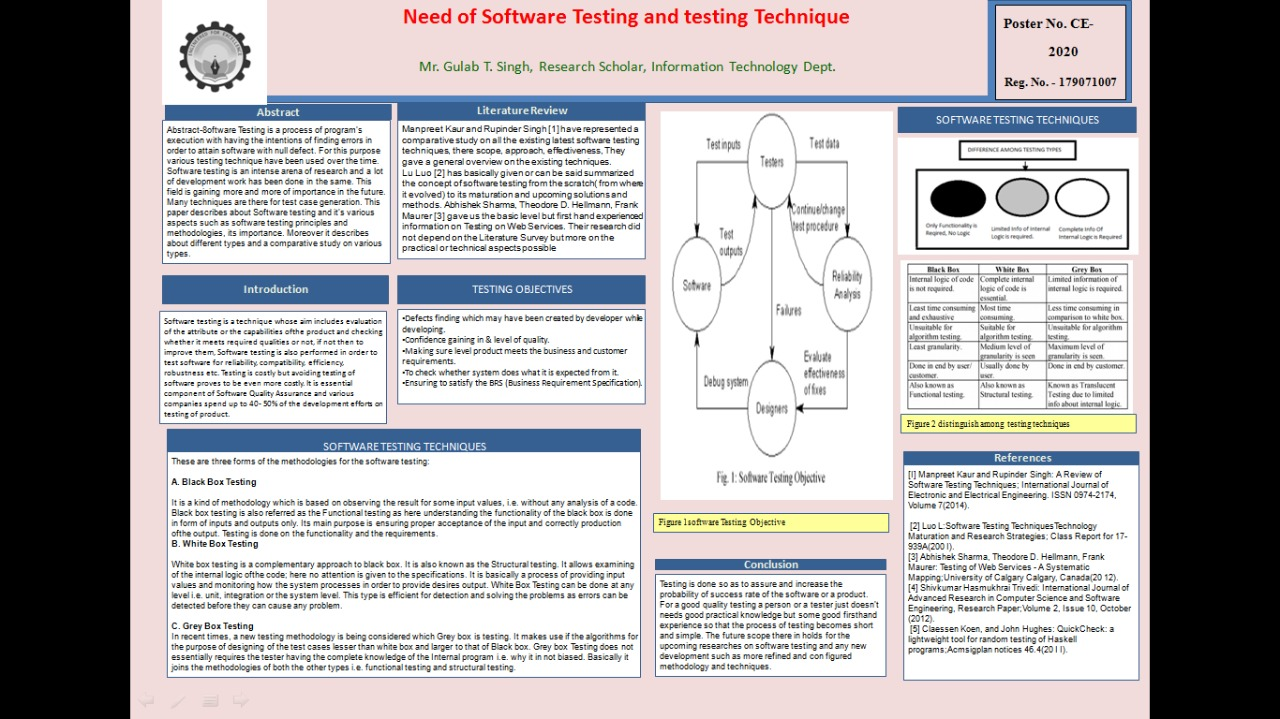 Need of Software Testing and testing Technique
Mr. Gulab T. Singh, Research Scholar, Information Technology Dept.
Poster No. CE-
2020
Reg. No. - 179071007
Abstract
Abstract-Software Testing is a process of program's
execution with having the intentions of finding errors in
order to attain software with null defect. For this purpose
various testing technique have been used over the time.
Software testing is an intense arena of research and a lot
of development work has been done in the same. This
field is gaining more and more of importance in the future.
Many techniques are there for test case generation. This
paper describes about Software testing and it's various
aspects such as software testing principles and
methodologies, its importance. Moreover it describes
about different types and a comparative study on various
types.
Introduction
Software testing is a technique whose aim includes evaluation
of the attribute or the capabilities ofthe product and checking
whether it meets required qualities or not, if not then to
improve them, Software testing is also performed in order to
test software for reliability, compatibility, efficiency,
robustness etc. Testing is costly but avoiding testing of
software proves to be even more costly. It is essential
component of Software Quality Assurance and various
companies spend up to 40- 50% of the development efforts on
testing of product.
Literature Review
Manpreet Kaur and Rupinder Singh [1] have represented a
comparative study on all the existing latest software testing
techniques, there scope, approach, effectiveness, They
gave a general overview on the existing techniques.
Lu Luo [2] has basically given or can be said summarized
the concept of software testing from the scratch( from where
it evolved) to its maturation and upcoming solutions and
methods. Abhishek Sharma, Theodore D. Hellmann, Frank
Maurer [3] gave us the basic level but first hand experienced
information on Testing on Web Services. Their research did
not depend on the Literature Survey but more on the
practical or technical aspects possible
TESTING OBJECTIVES
•Defects finding which may have been created by developer while
developing.
•Confidence gaining in & level of quality.
•Making sure level product meets the business and customer
requirements.
•To check whether system does what it is expected from it.
•Ensuring to satisfy the BRS (Business Requirement Specification).
SOFTWARE TESTING TECHNIQUES
These are three forms of the methodologies for the software testing:
A. Black Box Testing
It is a kind of methodology which is based on observing the result for some input values, i.e. without any analysis of a code.
Black box testing is also referred as the Functional testing as here understanding the functionality of the black box is done
in form of inputs and outputs only. Its main purpose is ensuring proper acceptance of the input and correctly production
ofthe output. Testing is done on the functionality and the requirements.
B. White Box Testing
White box testing is a complementary approach to black box. It is also known as the Structural testing. It allows examining
of the internal logic ofthe code; here no attention is given to the specifications. It is basically a process of providing input
values and monitoring how the system processes in order to provide desires output. White Box Testing can be done at any
level i.e. unit, integration or the system level. This type is efficient for detection and solving the problems as errors can be
detected before they can cause any problem.
C. Grey Box Testing
In recent times, a new testing methodology is being considered which Grey box is testing. It makes use if the algorithms for
the purpose of designing of the test cases lesser than white box and larger to that of Black box. Grey box Testing does not
essentially requires the tester having the complete knowledge of the Internal program i.e. why it in not biased. Basically it
joins the methodologies of both the other types i.e. functional testing and structural testing.
Test inputs
Testers
Test data
Continue/change
test procedure
Test
outputs
Software
Reliability
Analysis
Failures
Debug system
Evaluate
effectiveness
of fixes
Designers
Fig. 1: Software Testing Objective
Figure 1software Testing Objective
Conclusion
Testing is done so as to assure and increase the
probability of success rate of the software or a product.
For a good quality testing a person or a tester just doesn't
needs good practical knowledge but some good firsthand
experience so that the process of testing becomes short
and simple. The future scope there in holds for the
upcoming researches on software testing and any new
development such as more refined and con figured
methodology and techniques.
SOFTWARE TESTING TECHNIQUES
DIFFERENCE AMONG TESTING TYPES
Only Functionality is
Reqired, No Logic
Limited Info of Internal
Logic is required.
Complete Info Of
Internal Logic is Required
Black Box White Box Grey Box
Internal logic of code
is not required.
Complete internal
logic of code is
essential.
Limited information of
internal logic is required.
Least time consuming
and exhaustive
Most time
consuming.
Less time consuming in
comparison to white box.
Unsuitable for
algorithm testing.
Suitable for
algorithm testing.
Unsuitable for algorithm
testing.
Least granularity.
Medium level of
granularity is seen
Maximum level of
granularity is seen.
Done in end by user/
customer.
Usually done by
user.
Done in end by customer.
Also known as
Functional testing.
Also known as
Structural testing.
Known as Translucent
Testing due to limited
info about internal logic.
Figure 2 distinguish among testing techniques
References
[I] Manpreet Kaur and Rupinder Singh: A Review of
Software Testing Techniques; International Journal of
Electronic and Electrical Engineering. ISSN 0974-2174,
Volume 7(2014).
[2] Luo L:Software Testing TechniquesTechnology
Maturation and Research Strategies; Class Report for 17-
939A(200 I).
[3] Abhishek Sharma, Theodore D. Hellmann, Frank
Maurer: Testing of Web Services - A Systematic
Mapping;University of Calgary Calgary, Canada(20 12).
[4] Shivkumar Hasmukhrai Trivedi: International Journal of
Advanced Research in Computer Science and Software
Engineering, Research Paper;Volume 2, Issue 10, October
(2012).
[5] Claessen Koen, and John Hughes: QuickCheck: a
lightweight tool for random testing of Haskell
programs;Acmsigplan notices 46.4(20 I I).